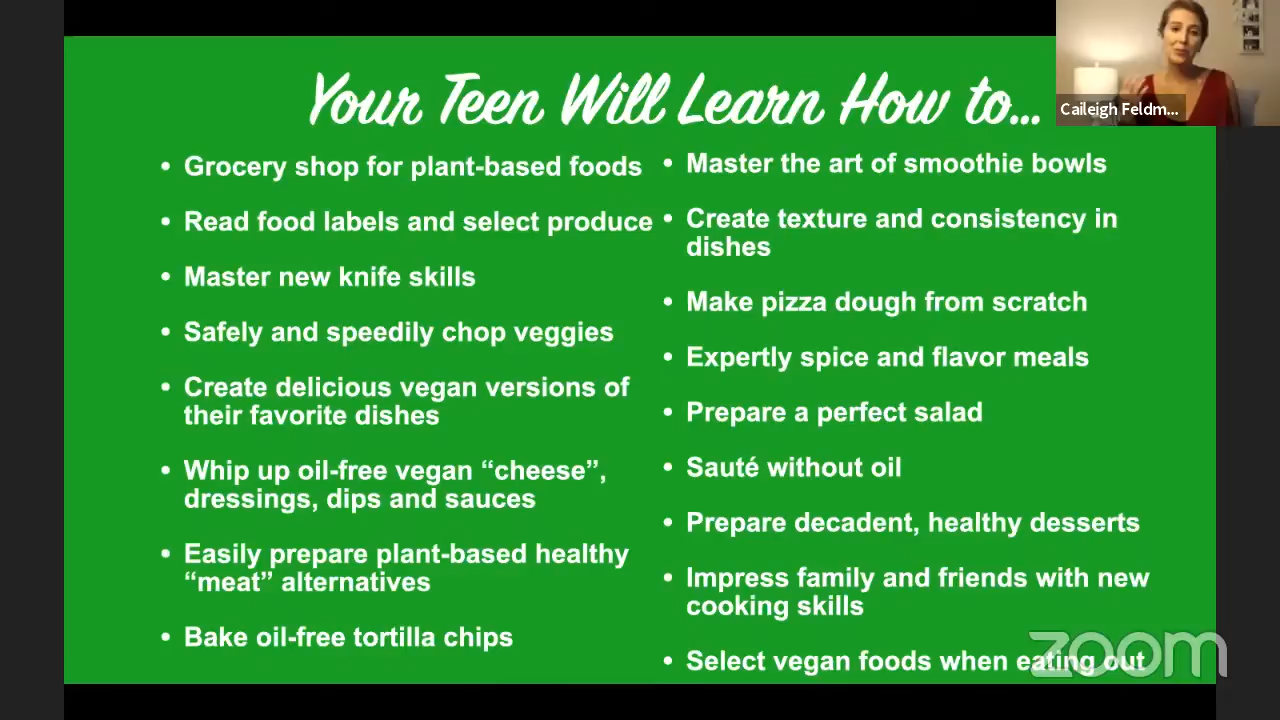 Your Teen Will Learn How to...
Caileigh Feldm...
• Grocery shop for plant-based foods
• Read food labels and select produce
• Master new knife skills
• Safely and speedily chop veggies
• Create delicious vegan versions of
their favorite dishes
• Whip up oil-free vegan “cheese”,
dressings, dips and sauces
• Easily prepare plant-based healthy
“meat” alternatives
• Bake oil-free tortilla chips
• Master the art of smoothie bowls
• Create texture and consistency in
dishes
• Make pizza dough from scratch
• Expertly spice and flavor meals
• Prepare a perfect salad
• Sauté without oil
• Prepare decadent, healthy desserts
• Impress family and friends with new
cooking skills
• Select vegan foods when eating out
zoom